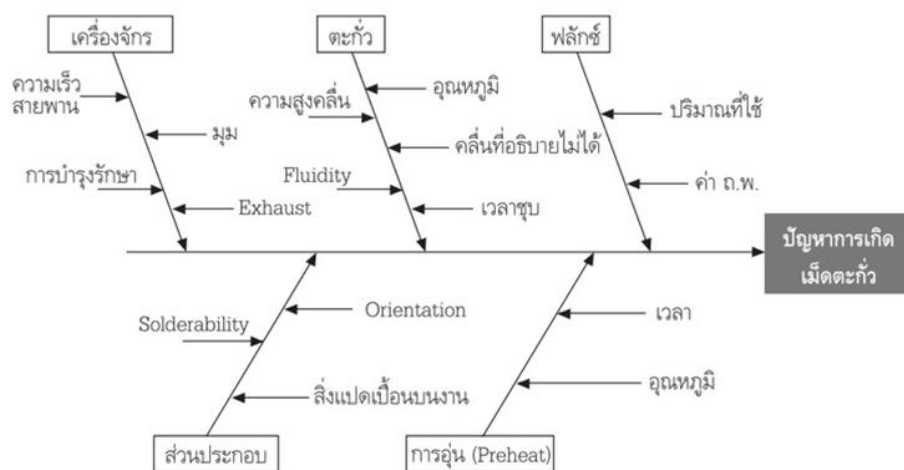 เครื่องจักร
ตะกั่ว
ฟลักซ์
ความเร็ว
สายพาน
มุม
การบำรุงรักษา
Exhaust
อุณหภูมิ
ความสูงคลื่น
คลื่นที่อธิบายไม่ได้
Fluidity
เวลาชุบ
ปริมาณที่ใช้
ค่า ถ.พ.
ปัญหาการเกิด
เม็ดตะกั่ว
Orientation
Solderability
สิ่งแปดเปื้อนบนงาน
ส่วนประกอบ
เวลา
อุณหภูมิ
การอุ่น (Preheat)